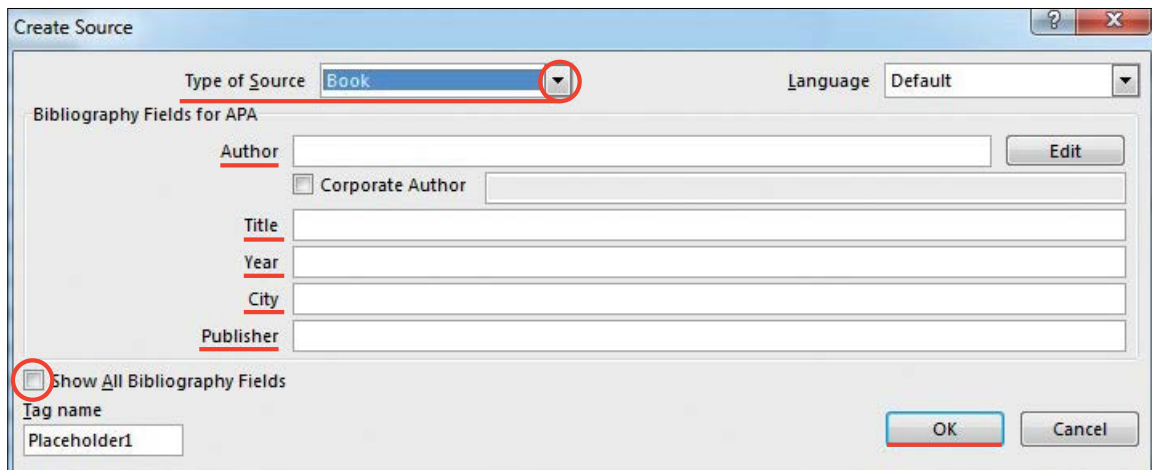 Create Source
Type of Source Book Language Default
Bibliography Fields for APA
Author Edit
Corporate Author
Title
Year
City
Publisher
Show All Bibliography Fields
Tag name
Placeholder1 OK Cancel